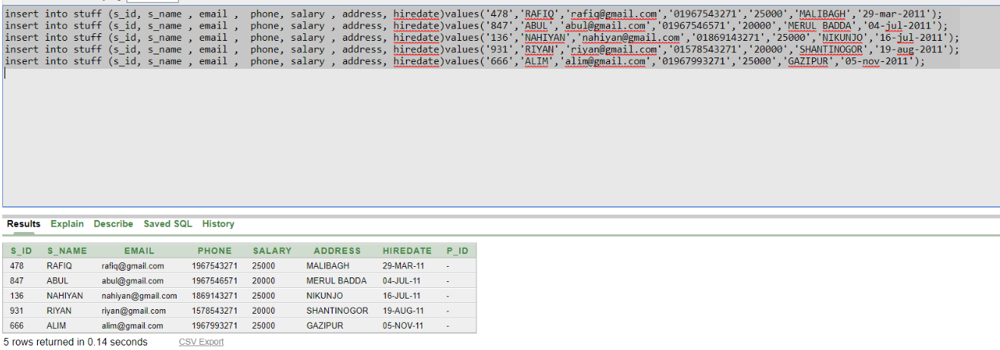 insert into stuff (s_id, s_name , email , phone, salary , address, hiredate)values('478','RAFIQ','rafiq@gmail.com','01967543271','25000','MALIBAGH','29-mar-2011');
insert into stuff (s_id, s_name , email , phone, salary , address, hiredate)values('847','ABUL','abul@gmail.com','01967546571','20000','MERUL BADDA','04-jul-2011');
insert into stuff (s_id, s_name , email , phone, salary , address, hiredate)values('136','NAHIYAN','nahiyan@gmail.com','01869143271','25000','NIKUNJO','16-jul-2011');
insert into stuff (s_id, s_name , email , phone, salary , address, hiredate)values('931','RIYAN','riyan@gmail.com','01578543271','20000','SHANTINOGOR','19-aug-2011');
insert into stuff (s_id, s_name , email , phone, salary , address, hiredate)values('666','ALIM','alim@gmail.com','01967993271','25000','GAZIPUR','05-nov-2011');
Results Explain Describe Saved SQL History
S_ID S_NAME EMAIL PHONE SALARY ADDRESS HIREDATE P_ID
478 RAFIQ rafiq@gmail.com 1967543271 25000 MALIBAGH 29-MAR-11 -
847 ABUL abul@gmail.com 1967546571 20000 MERUL BADDA 04-JUL-11 -
136 NAHIYAN nahiyan@gmail.com 1869143271 25000 NIKUNJO 16-JUL-11 -
931 RIYAN riyan@gmail.com 1578543271 20000 SHANTINOGOR 19-AUG-11 -
666 ALIM alim@gmail.com 1967993271 25000 GAZIPUR 05-NOV-11 -
5 rows returned in 0.14 seconds CSV Export